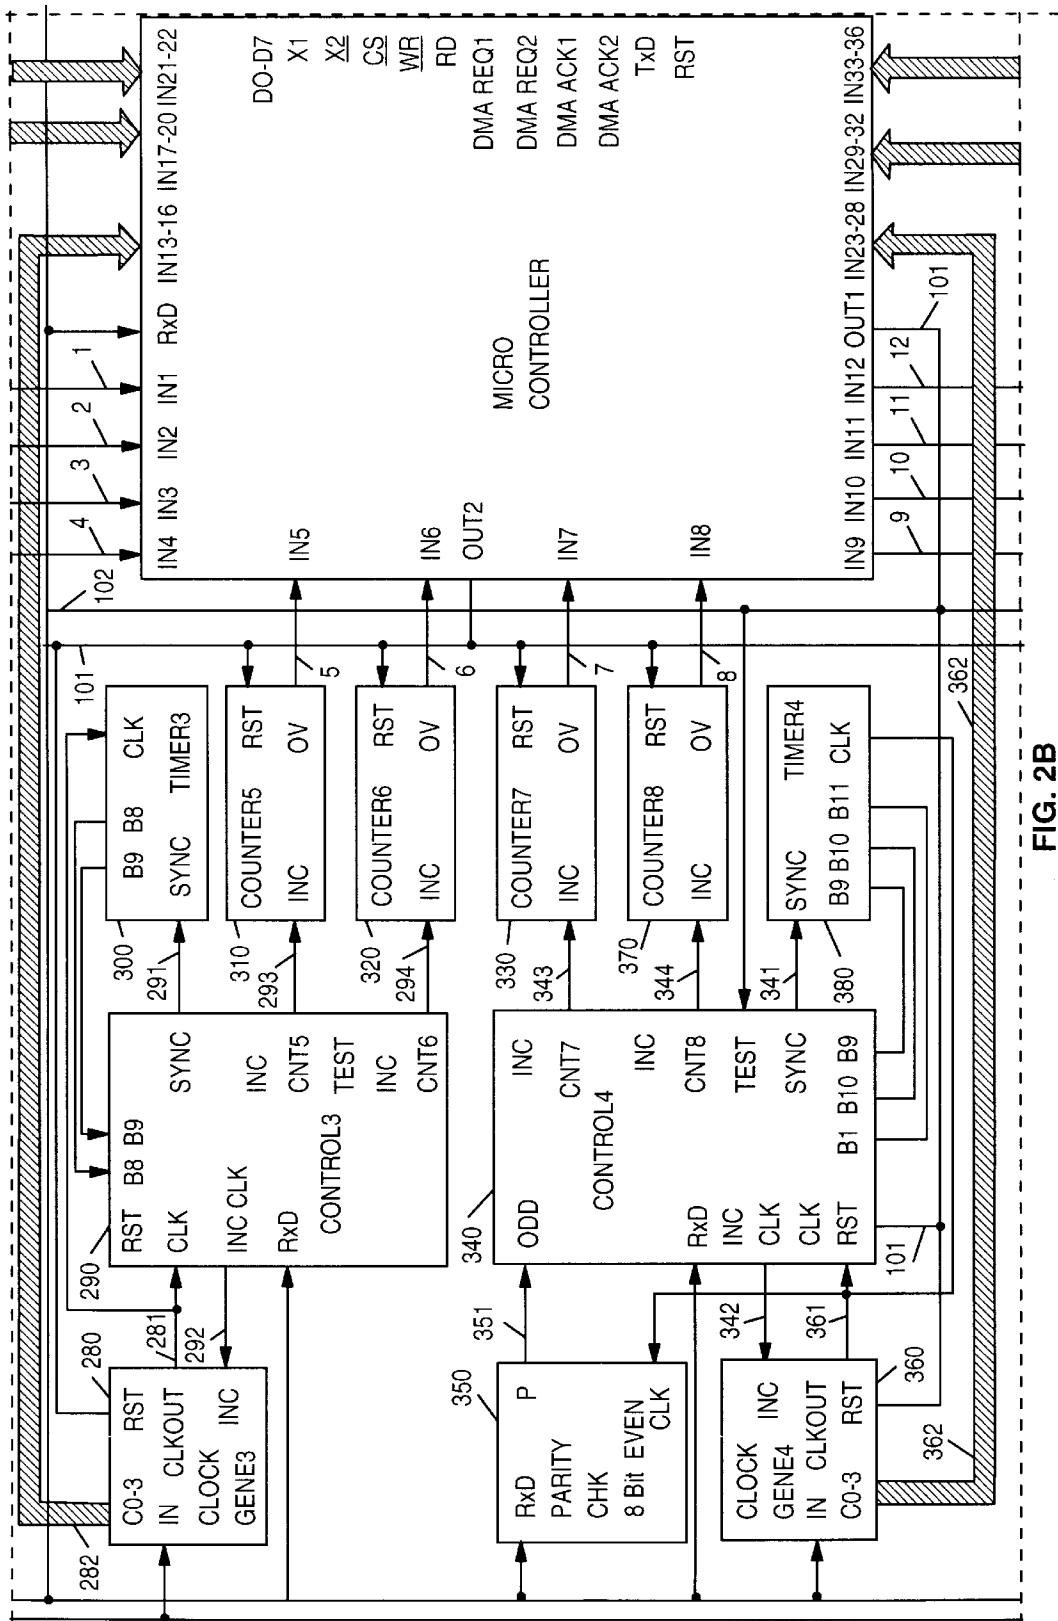 282
C0-3
RST
IN
CLKOUT
CLOCK
GENE3
INC
280
281
292
290
RST
B8
B9
CLK
INC CLK
RxD
CONTROL3
SYNC
INC
CNT5
TEST
INC
CNT6
291
293
294
300
B9
B8
CLK
SYNC
TIMER3
310
COUNTER5
RST
INC
OV
320
COUNTER6
RST
INC
OV
101
102
5
6
7
8
4
3
2
1
IN4
IN3
IN2
IN1
RxD
IN13-16
IN17-20
IN21-22
IN5
IN6
OUT2
IN7
IN8
MICRO
CONTROLLER
DO-D7
X1
X2
CS
WR
RD
DMA REQ1
DMA REQ2
DMA ACK1
DMA ACK2
TxD
RST
IN9
IN10
IN11
IN12
OUT1
IN23-28
IN29-32
IN33-36
9
10
11
12
101
350
RxD
P
PARITY
CHK
8 Bit EVEN
CLK
351
340
ODD
CONTROL4
RxD
INC
CLK
CLK
RST
B1
B10
B9
INC
CNT7
INC
CNT8
TEST
SYNC
342
361
101
343
344
341
330
COUNTER7
RST
INC
OV
370
COUNTER8
RST
INC
OV
380
SYNC
TIMER4
B9
B10
B11
CLK
CLOCK
GENE4
INC
IN
CLKOUT
C0-3
RST
360
362
362
FIG. 2B